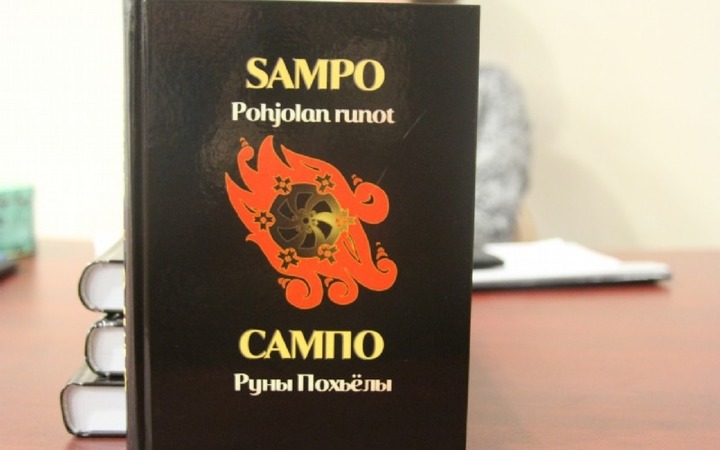 SAMPO
Pohjolan runot
САМПО
Руны Похьёлы